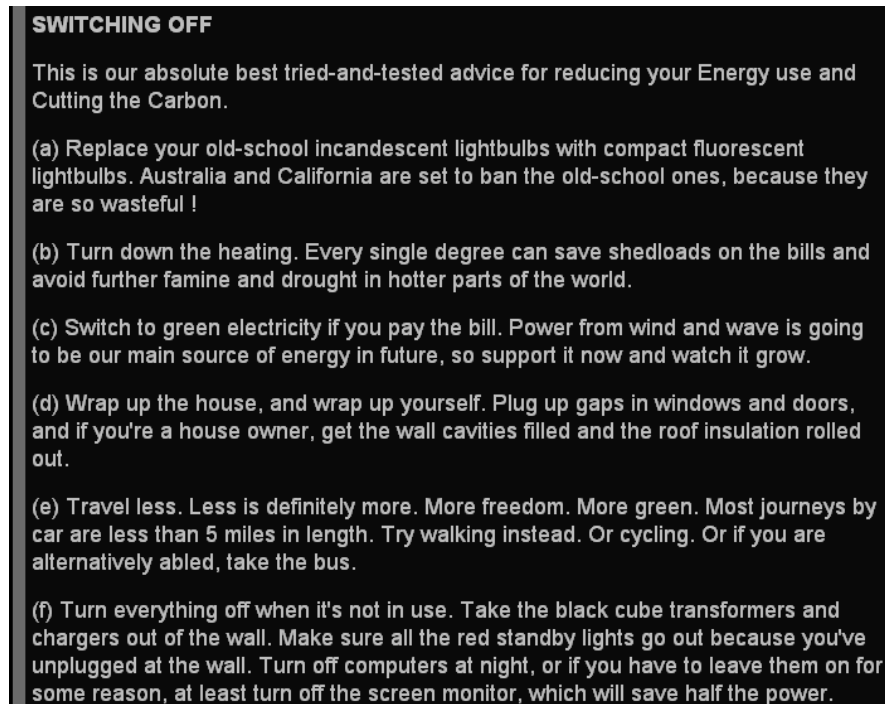 SWITCHING OFF
This is our absolute best tried-and-tested advice for reducing your Energy use and
Cutting the Carbon.
(a) Replace your old-school incandescent lightbulbs with compact fluorescent
lightbulbs. Australia and California are set to ban the old-school ones, because they
are so wasteful !
(b) Turn down the heating. Every single degree can save shedloads on the bills and
avoid further famine and drought in hotter parts of the world.
(c) Switch to green electricity if you pay the bill. Power from wind and wave is going
to be our main source of energy in future, so support it now and watch it grow.
(d) Wrap up the house, and wrap up yourself. Plug up gaps in windows and doors,
and if you're a house owner, get the wall cavities filled and the roof insulation rolled
out.
(e) Travel less. Less is definitely more. More freedom. More green. Most journeys by
car are less than 5 miles in length. Try walking instead. Or cycling. Or if you are
alternatively abled, take the bus.
(f) Turn everything off when it's not in use. Take the black cube transformers and
chargers out of the wall. Make sure all the red standby lights go out because you've
unplugged at the wall. Turn off computers at night, or if you have to leave them on for
some reason, at least turn off the screen monitor, which will save half the power.